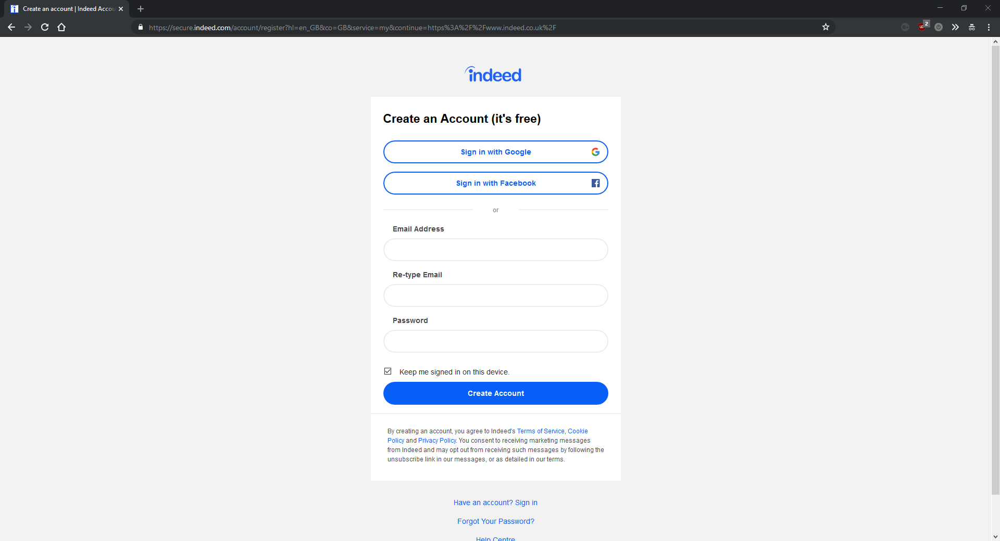 Create an account | Indeed Accou
https://secure.indeed.com/account/register?hl=en_GB&co=GB&service=my&continue=https%3A%2F%2Fwww.indeed.co.uk%2F
2
indeed
Create an Account (it's free)
Sign in with Google
Sign in with Facebook
or
Email Address
Re-type Email
Password
Keep me signed in on this device.
Create Account
By creating an account, you agree to Indeed's Terms of Service, Cookie
Policy and Privacy Policy. You consent to receiving marketing messages
from Indeed and may opt out from receiving such messages by following the
unsubscribe link in our messages, or as detailed in our terms.
Have an account? Sign in
Forgot Your Password?
Help Centre